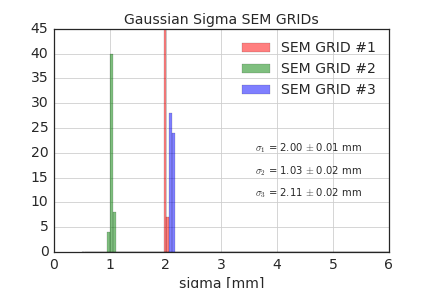 Gaussian Sigma SEM GRIDs
45
40
35
30
25
20
15
10
5
0
SEM GRID #1
SEM GRID #2
SEM GRID #3
σ₁ = 2.00 ± 0.01 mm
σ₂ = 1.03 ± 0.02 mm
σ₃ = 2.11 ± 0.02 mm
0 1 2 3 4 5 6
sigma [mm]